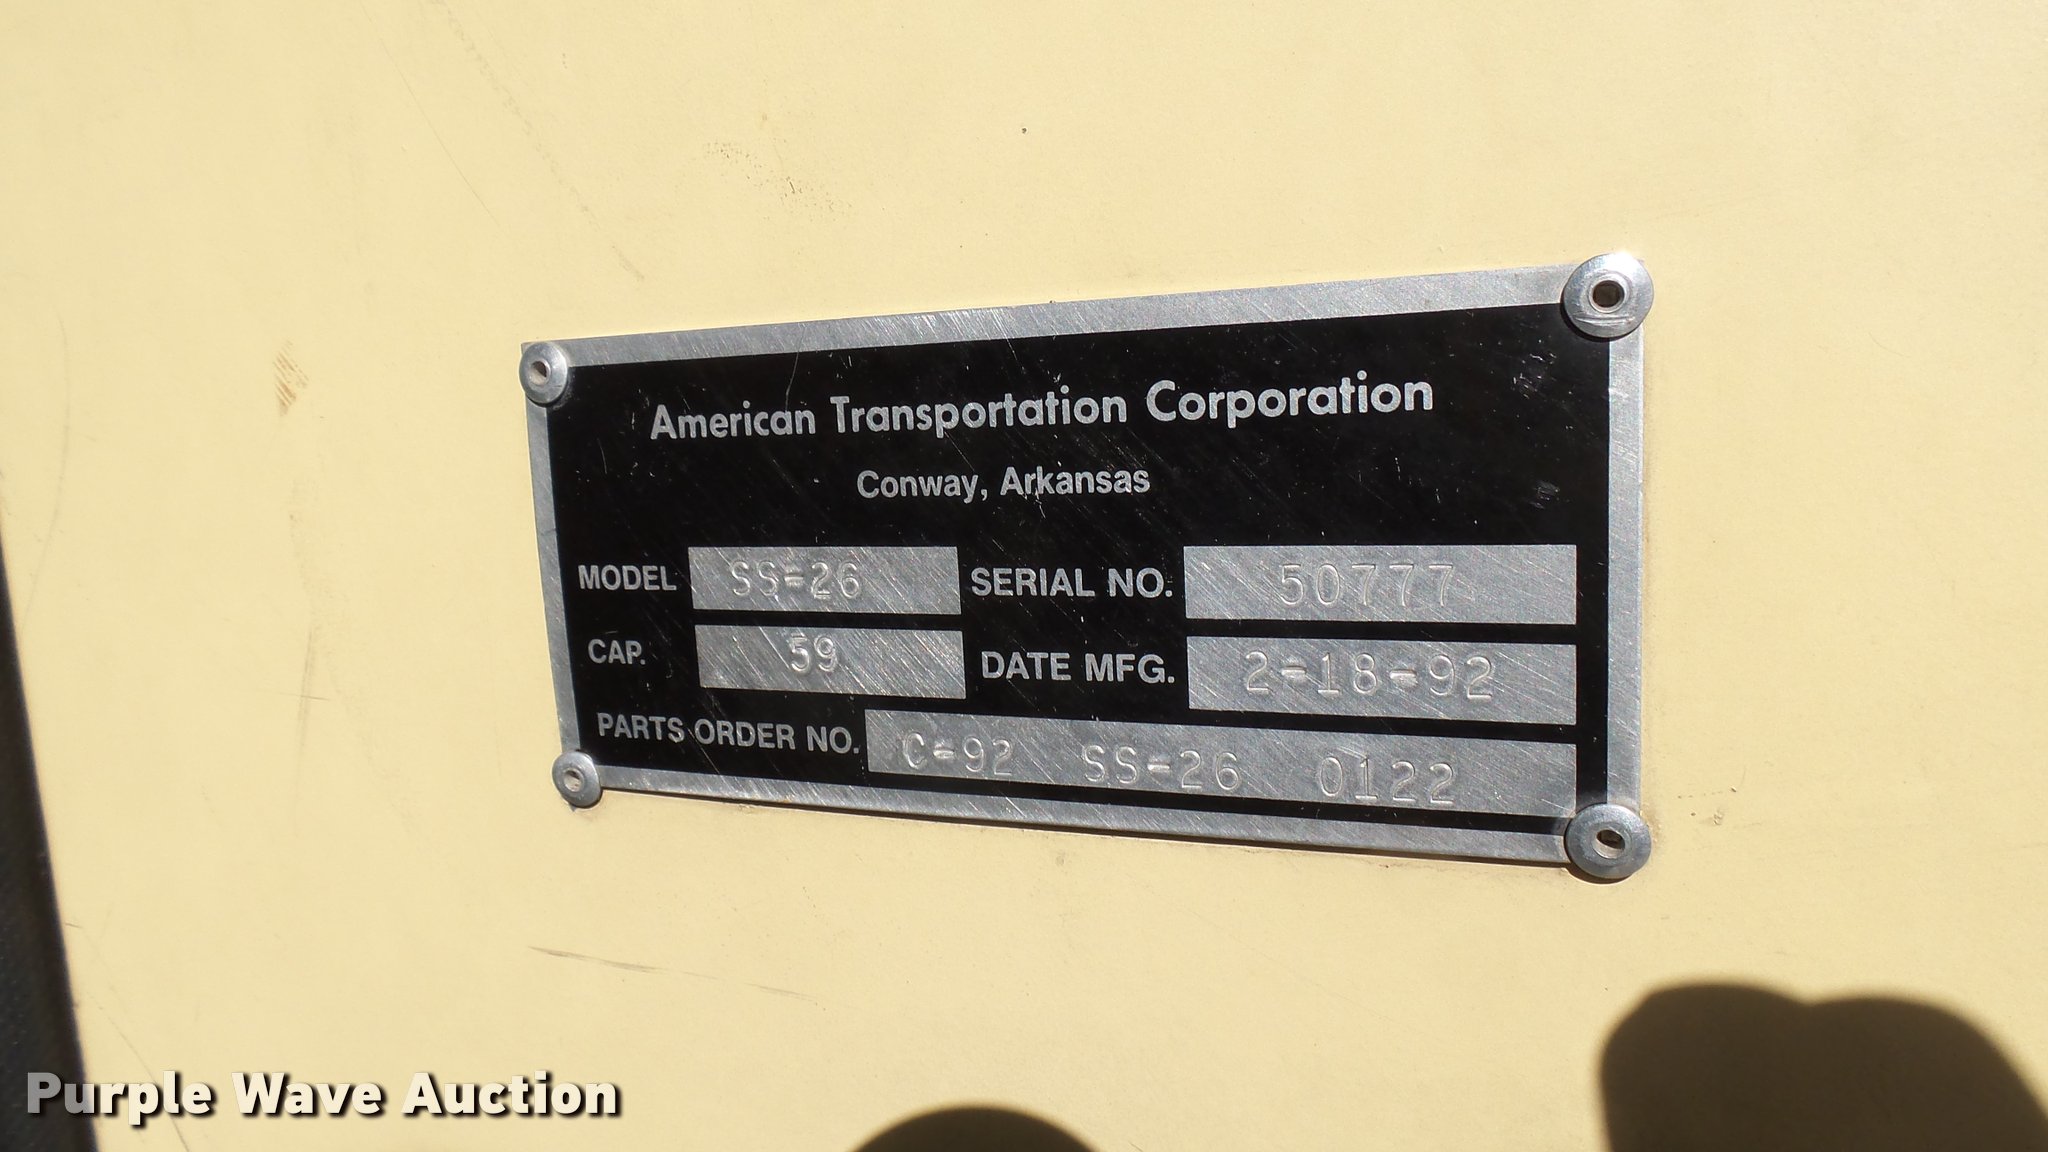 American Transportation Corporation
Conway, Arkansas
MODEL SS-26 SERIAL NO. 50777
CAP. 59 DATE MFG. 2-18-92
PARTS ORDER NO. C-92 SS-26 0122
Purple Wave Auction